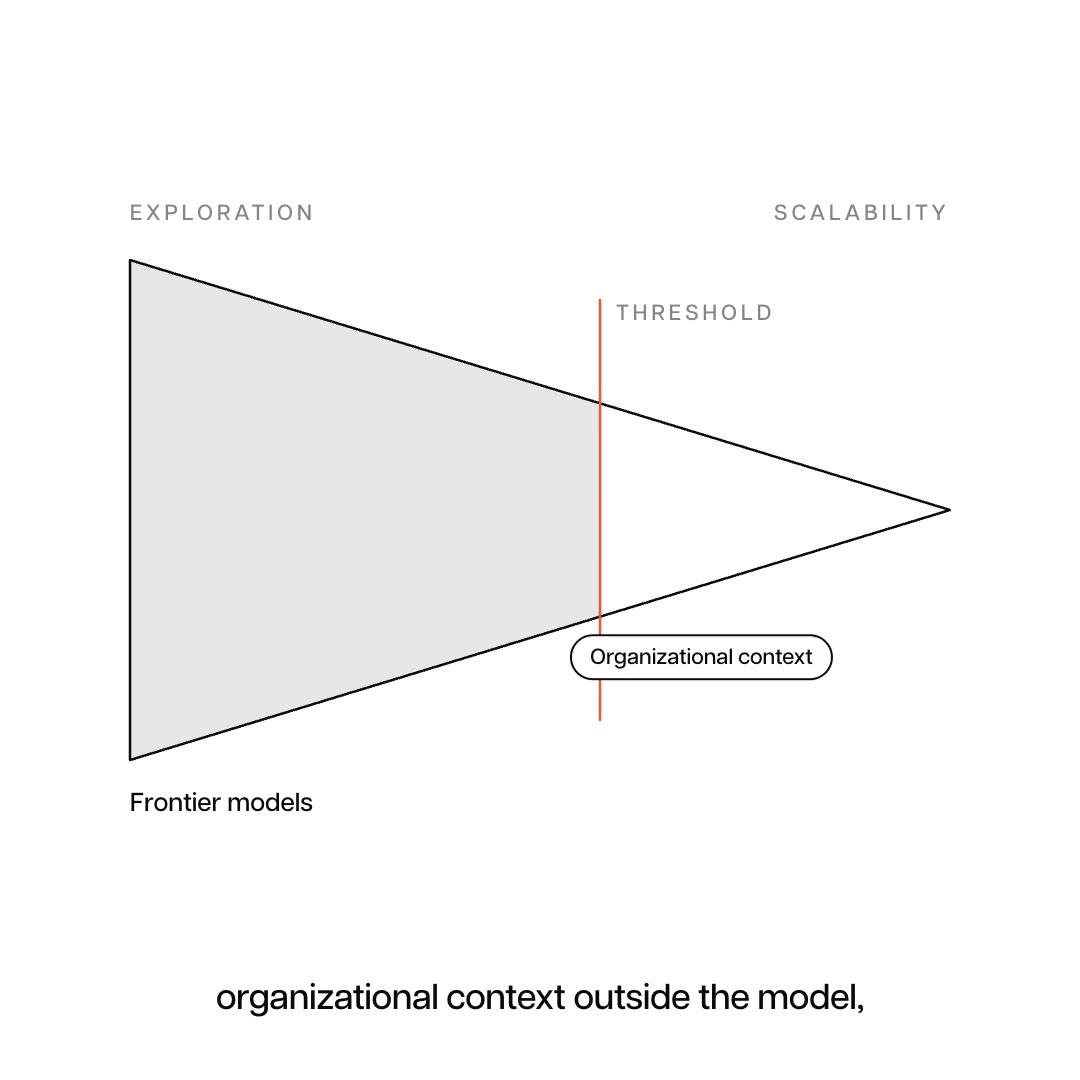 EXPLORATION
SCALABILITY
THRESHOLD
Organizational context
Frontier models
organizational context outside the model,